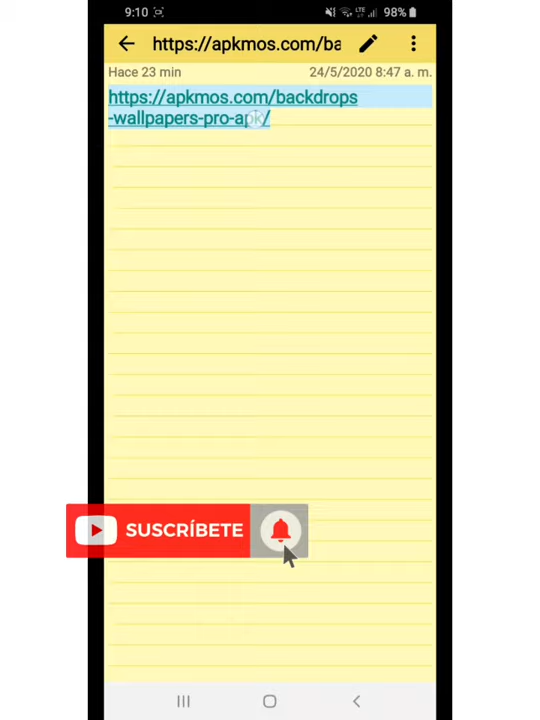 9:10 LTE 98%
https://apkmos.com/ba
Hace 23 min 24/5/2020 8:47 a. m.
https://apkmos.com/backdrops
-wallpapers-pro-apk/
SUSCRÍBETE